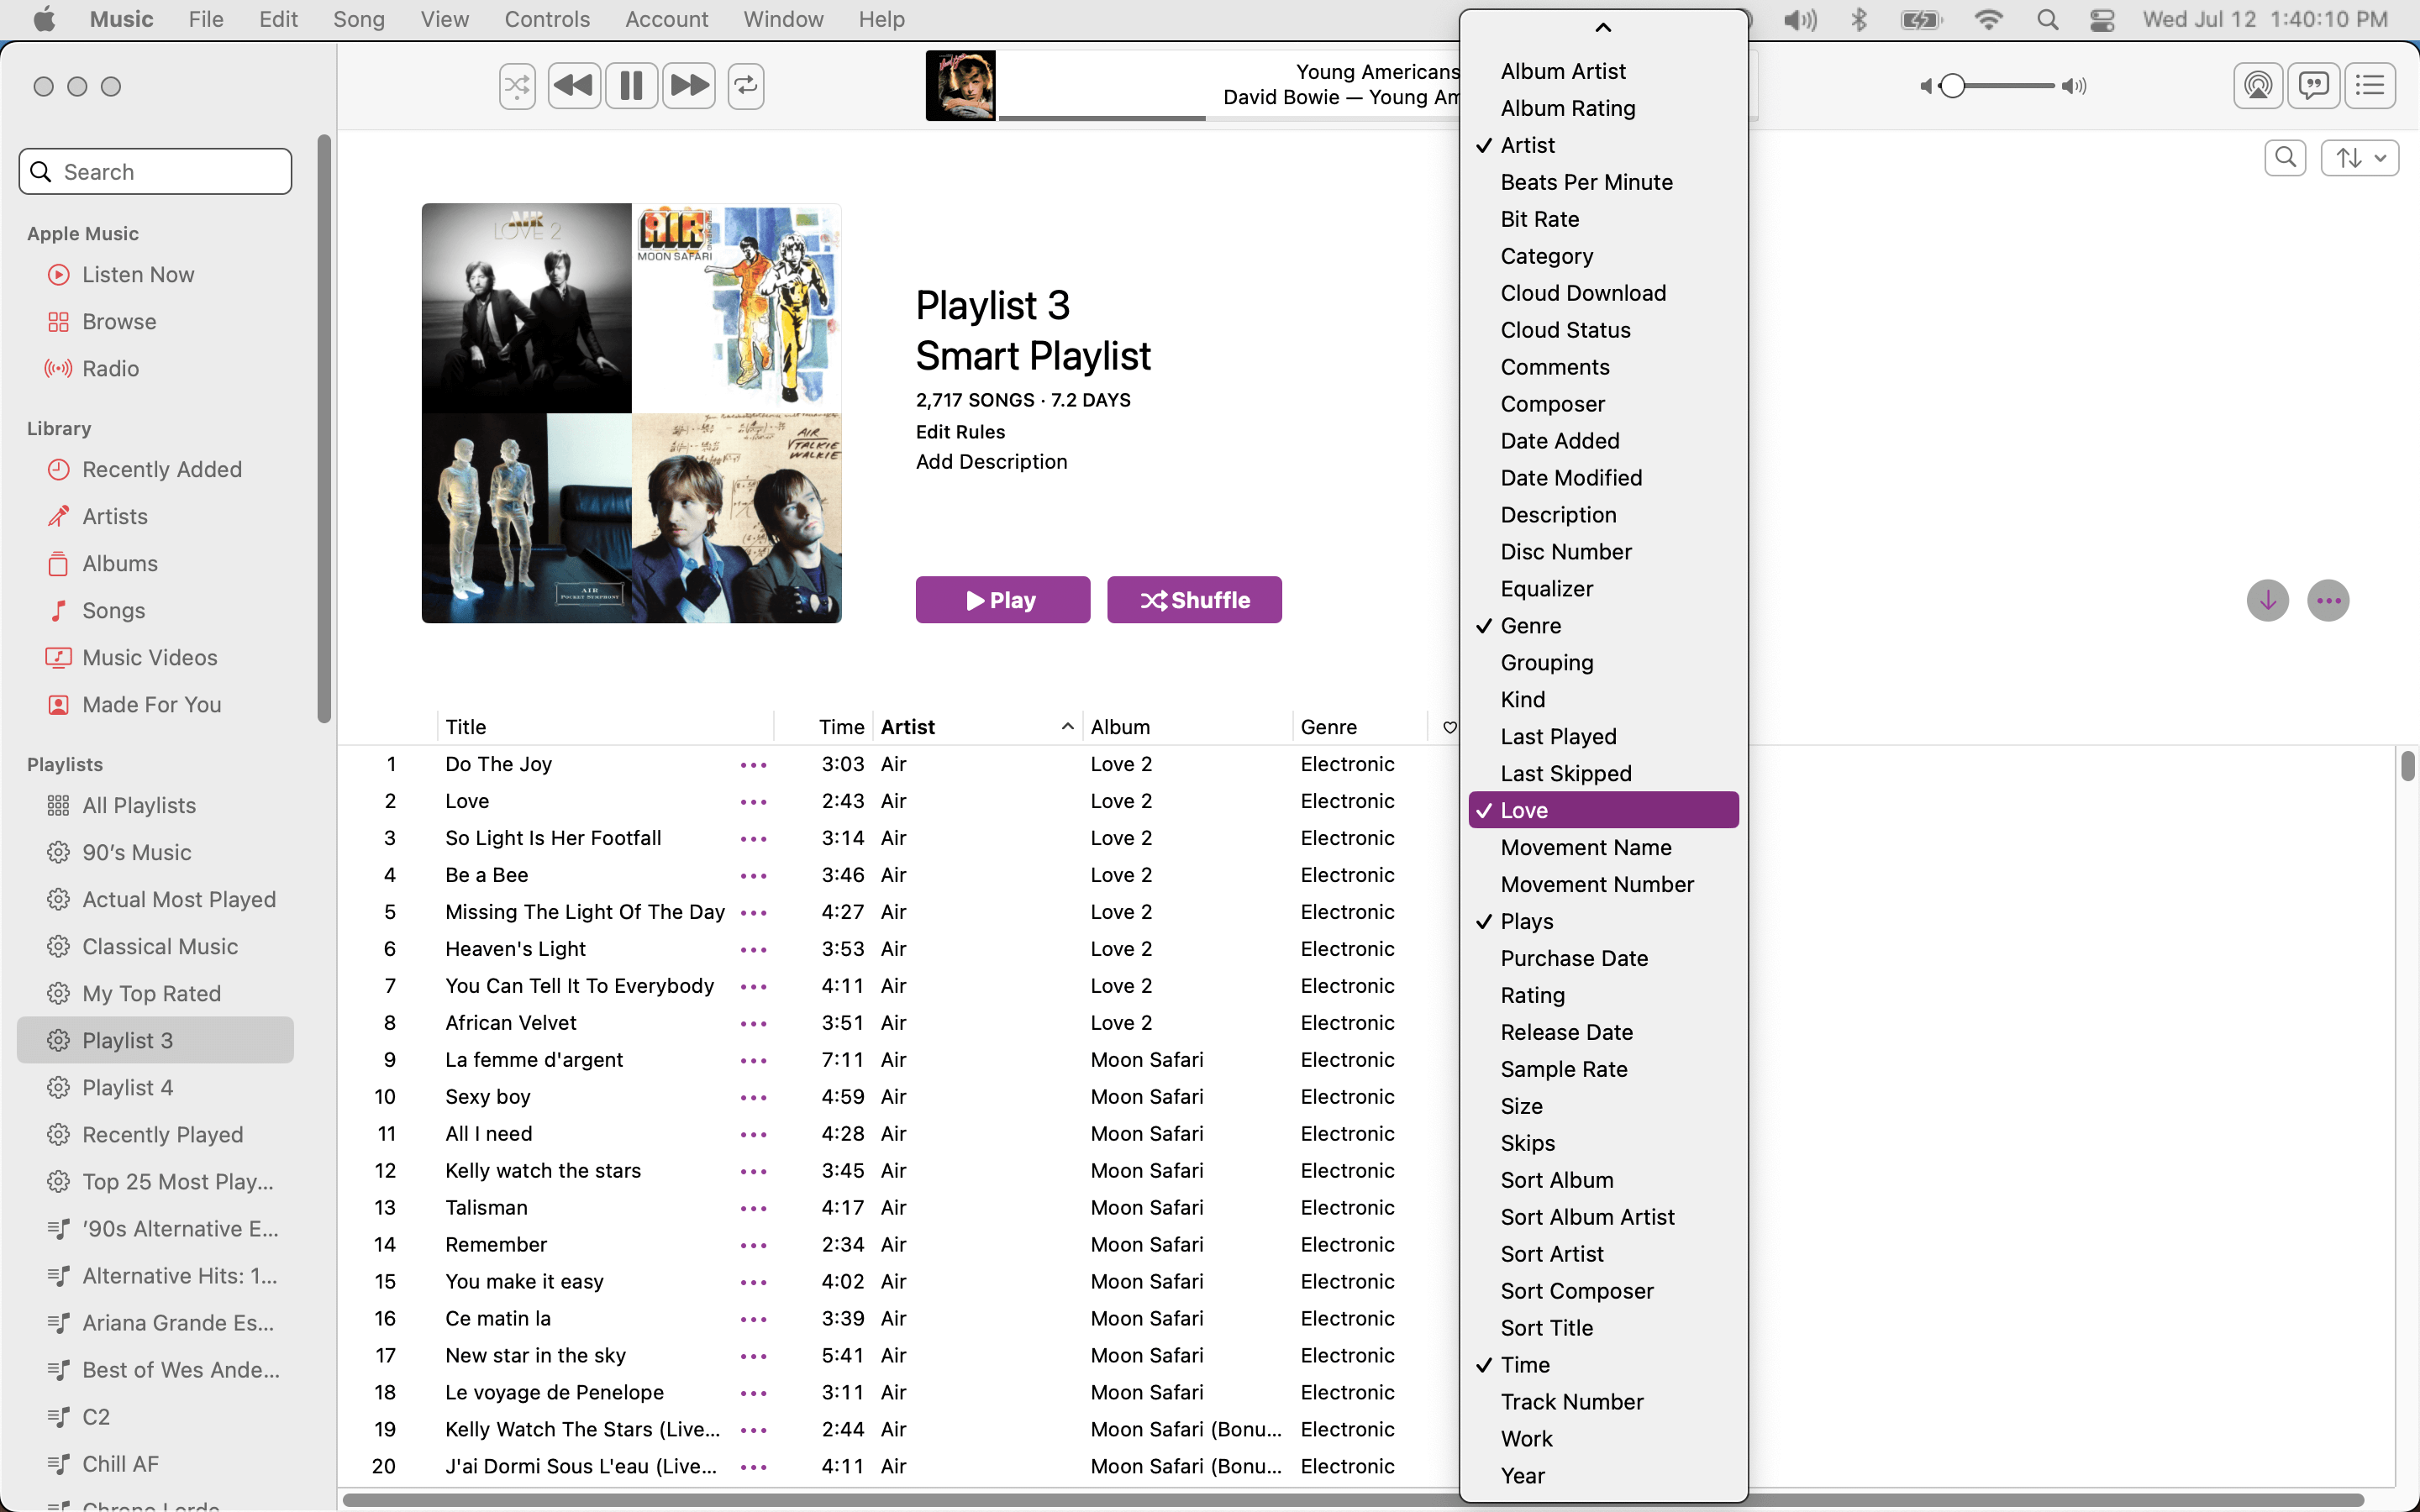 Music File Edit Song View Controls Account Window Help
Wed Jul 12 1:40:10 PM
Search
Apple Music
Listen Now
Browse
Radio
Library
Recently Added
Artists
Albums
Songs
Music Videos
Made For You
Playlists
All Playlists
90's Music
Actual Most Played
Classical Music
My Top Rated
Playlist 3
Playlist 4
Recently Played
Top 25 Most Play...
'90s Alternative E...
Alternative Hits: 1...
Ariana Grande Es...
Best of Wes Ande...
C2
Chill AF
Young Americans
David Bowie — Young Am
AIR
LOVE 2
AIR
MOON SAFARI
AIR
POCKET SYMPHONY
AIR
TALKIE
WALKIE
Playlist 3
Smart Playlist
2,717 SONGS · 7.2 DAYS
Edit Rules
Add Description
Play Shuffle
Title Time Artist Album Genre
1 Do The Joy ••• 3:03 Air Love 2 Electronic
2 Love ••• 2:43 Air Love 2 Electronic
3 So Light Is Her Footfall ••• 3:14 Air Love 2 Electronic
4 Be a Bee ••• 3:46 Air Love 2 Electronic
5 Missing The Light Of The Day ••• 4:27 Air Love 2 Electronic
6 Heaven's Light ••• 3:53 Air Love 2 Electronic
7 You Can Tell It To Everybody ••• 4:11 Air Love 2 Electronic
8 African Velvet ••• 3:51 Air Love 2 Electronic
9 La femme d'argent ••• 7:11 Air Moon Safari Electronic
10 Sexy boy ••• 4:59 Air Moon Safari Electronic
11 All I need ••• 4:28 Air Moon Safari Electronic
12 Kelly watch the stars ••• 3:45 Air Moon Safari Electronic
13 Talisman ••• 4:17 Air Moon Safari Electronic
14 Remember ••• 2:34 Air Moon Safari Electronic
15 You make it easy ••• 4:02 Air Moon Safari Electronic
16 Ce matin la ••• 3:39 Air Moon Safari Electronic
17 New star in the sky ••• 5:41 Air Moon Safari Electronic
18 Le voyage de Penelope ••• 3:11 Air Moon Safari Electronic
19 Kelly Watch The Stars (Live... ••• 2:44 Air Moon Safari (Bonu... Electronic
20 J'ai Dormi Sous L'eau (Live... ••• 4:11 Air Moon Safari (Bonu... Electronic
Album Artist
Album Rating
✓ Artist
Beats Per Minute
Bit Rate
Category
Cloud Download
Cloud Status
Comments
Composer
Date Added
Date Modified
Description
Disc Number
Equalizer
✓ Genre
Grouping
Kind
Last Played
Last Skipped
✓ Love
Movement Name
Movement Number
✓ Plays
Purchase Date
Rating
Release Date
Sample Rate
Size
Skips
Sort Album
Sort Album Artist
Sort Artist
Sort Composer
Sort Title
✓ Time
Track Number
Work
Year